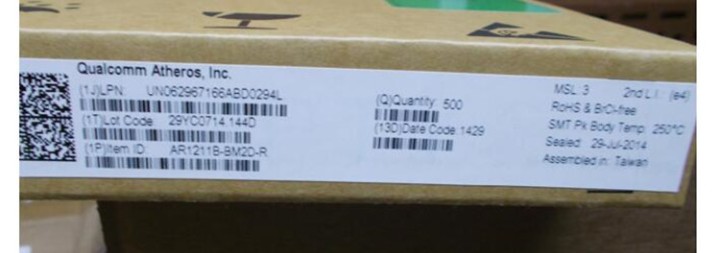 Qualcomm Atheros, Inc.
(1J)LPN: UN062967166ABD0294L
(1T)Lot Code: 29YC0714.144D
(1P)Item ID: AR1211B-BM2D-R
(Q)Quantity: 500
(13D)Date Code:1429
MSL: 3 2nd L.I.: (e4)
RoHS & BrCl-free
SMT Pk Body Temp: 250°C
Sealed: 29-Jul-2014
Assembled in: Taiwan